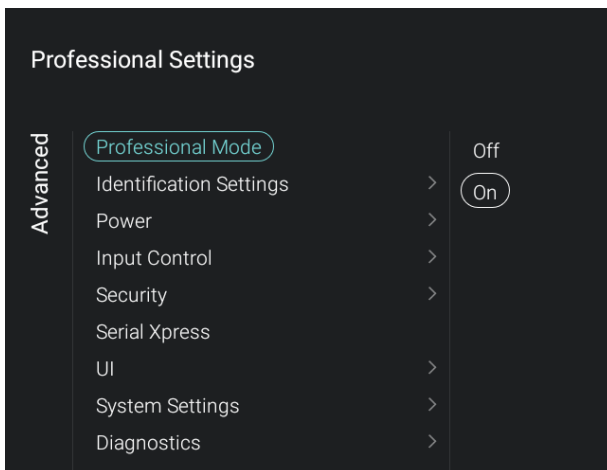 Professional Settings
Advanced
Professional Mode
Off
Identification Settings
On
Power
Input Control
Security
Serial Xpress
UI
System Settings
Diagnostics